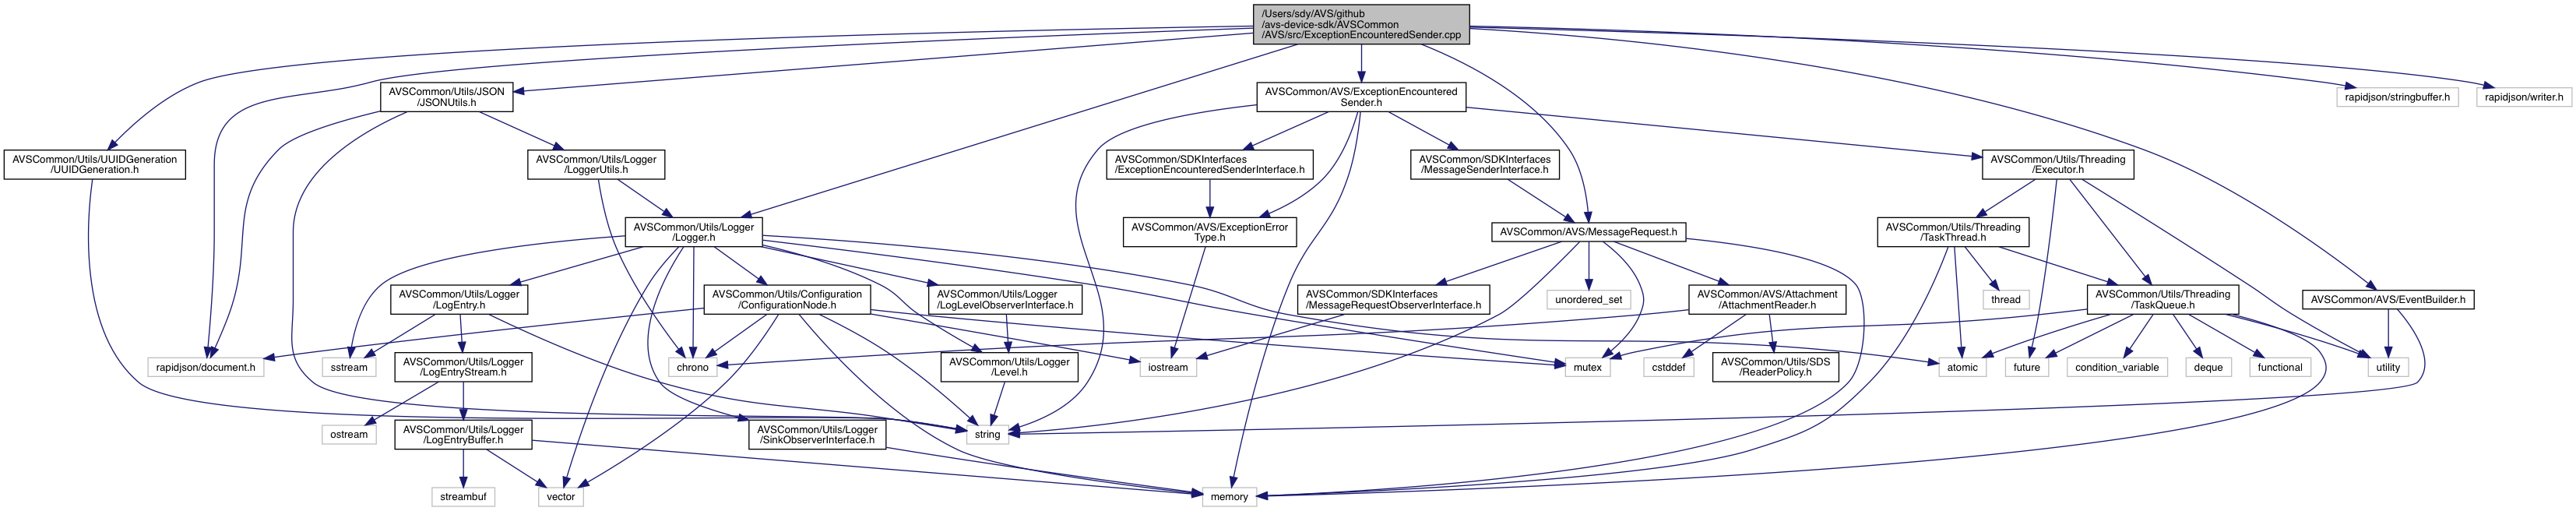 /Users/sdy/AVS/github
/avs-device-sdk/AVSCommon
/AVS/src/ExceptionEncounteredSender.cpp
AVSCommon/Utils/JSON
/JSONUtils.h
AVSCommon/AVS/ExceptionEncountered
Sender.h
rapidjson/stringbuffer.h
rapidjson/writer.h
AVSCommon/Utils/UUIDGeneration
/UUIDGeneration.h
AVSCommon/Utils/Logger
/LoggerUtils.h
AVSCommon/SDKInterfaces
/ExceptionEncounteredSenderInterface.h
AVSCommon/SDKInterfaces
/MessageSenderInterface.h
AVSCommon/Utils/Threading
/Executor.h
AVSCommon/Utils/Logger
/Logger.h
AVSCommon/AVS/ExceptionError
Type.h
AVSCommon/AVS/MessageRequest.h
AVSCommon/Utils/Threading
/TaskThread.h
AVSCommon/Utils/Logger
/LogEntry.h
AVSCommon/Utils/Configuration
/ConfigurationNode.h
AVSCommon/Utils/Logger
/LogLevelObserverInterface.h
AVSCommon/SDKInterfaces
/MessageRequestObserverInterface.h
unordered_set
AVSCommon/AVS/Attachment
/AttachmentReader.h
thread
AVSCommon/Utils/Threading
/TaskQueue.h
AVSCommon/AVS/EventBuilder.h
rapidjson/document.h
sstream
AVSCommon/Utils/Logger
/LogEntryStream.h
chrono
AVSCommon/Utils/Logger
/Level.h
iostream
mutex
cstddef
AVSCommon/Utils/SDS
/ReaderPolicy.h
atomic
future
condition_variable
deque
functional
utility
ostream
AVSCommon/Utils/Logger
/LogEntryBuffer.h
AVSCommon/Utils/Logger
/SinkObserverInterface.h
string
streambuf
vector
memory